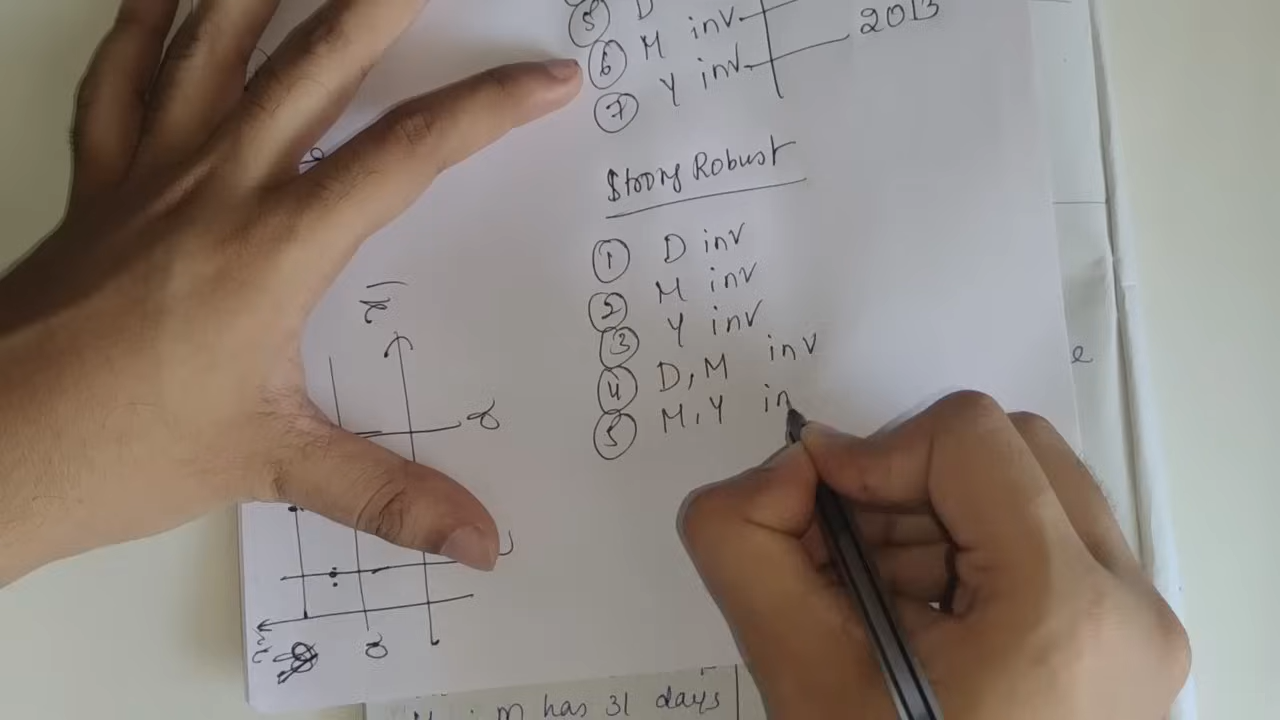 ⑤ D
⑥ M inv
⑦ Y inv
2013
Strong Robust
① D inv
② M inv
③ Y inv
④ D, M inv
⑤ M, Y in
e
m has 31 days